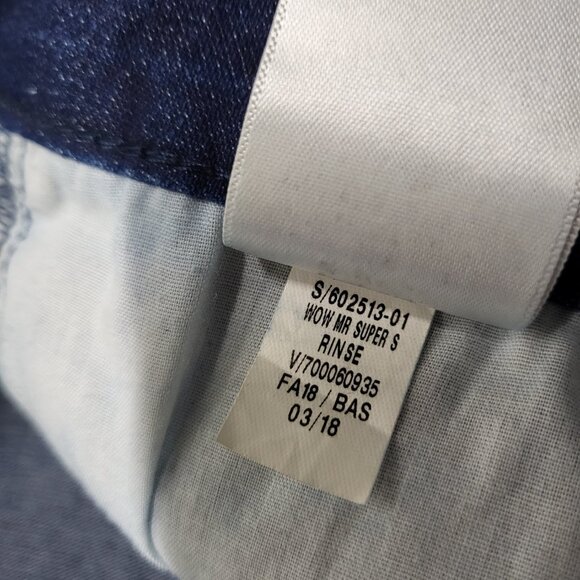 S/602513-01
WOW MR SUPER S
RINSE
V/700060935
FA18 / BAS
03/18